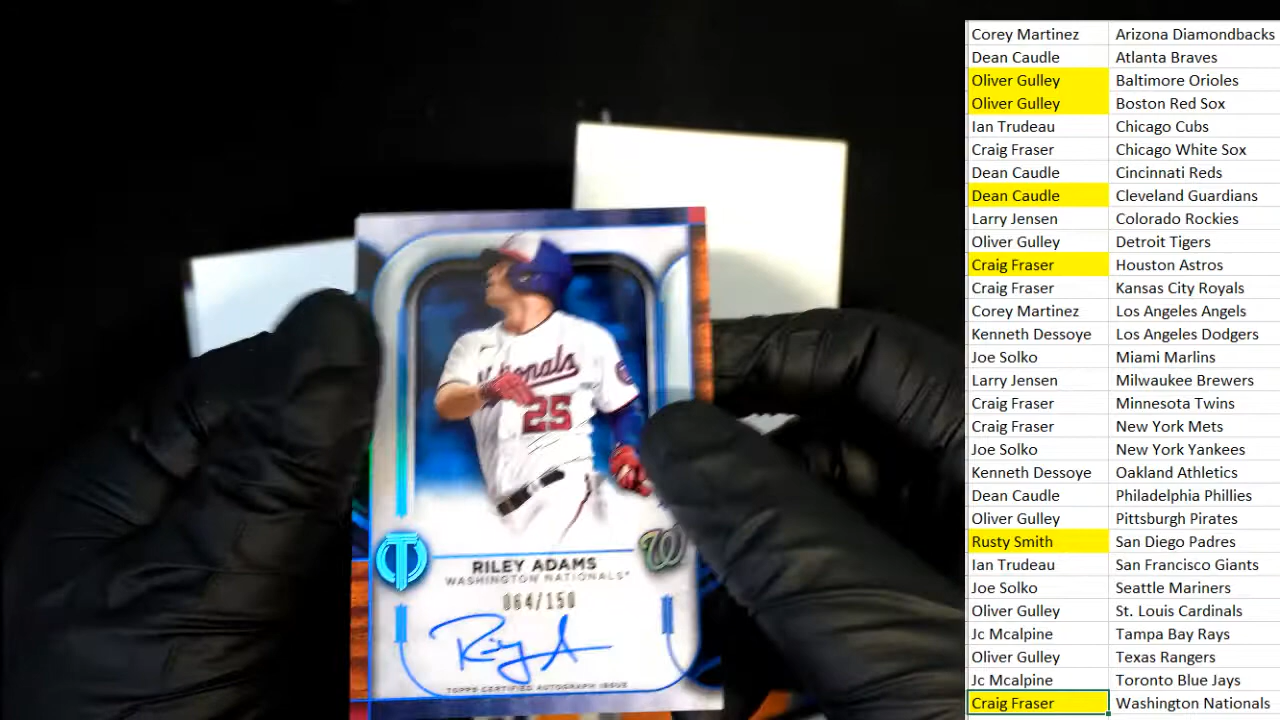 Nationals
25
RILEY ADAMS
WASHINGTON NATIONALS
064/150
TOPPS CERTIFIED AUTOGRAPH ISSUE
Corey Martinez Arizona Diamondbacks
Dean Caudle Atlanta Braves
Oliver Gulley Baltimore Orioles
Oliver Gulley Boston Red Sox
Ian Trudeau Chicago Cubs
Craig Fraser Chicago White Sox
Dean Caudle Cincinnati Reds
Dean Caudle Cleveland Guardians
Larry Jensen Colorado Rockies
Oliver Gulley Detroit Tigers
Craig Fraser Houston Astros
Craig Fraser Kansas City Royals
Corey Martinez Los Angeles Angels
Kenneth Dessoye Los Angeles Dodgers
Joe Solko Miami Marlins
Larry Jensen Milwaukee Brewers
Craig Fraser Minnesota Twins
Craig Fraser New York Mets
Joe Solko New York Yankees
Kenneth Dessoye Oakland Athletics
Dean Caudle Philadelphia Phillies
Oliver Gulley Pittsburgh Pirates
Rusty Smith San Diego Padres
Ian Trudeau San Francisco Giants
Joe Solko Seattle Mariners
Oliver Gulley St. Louis Cardinals
Jc Mcalpine Tampa Bay Rays
Oliver Gulley Texas Rangers
Jc Mcalpine Toronto Blue Jays
Craig Fraser Washington Nationals